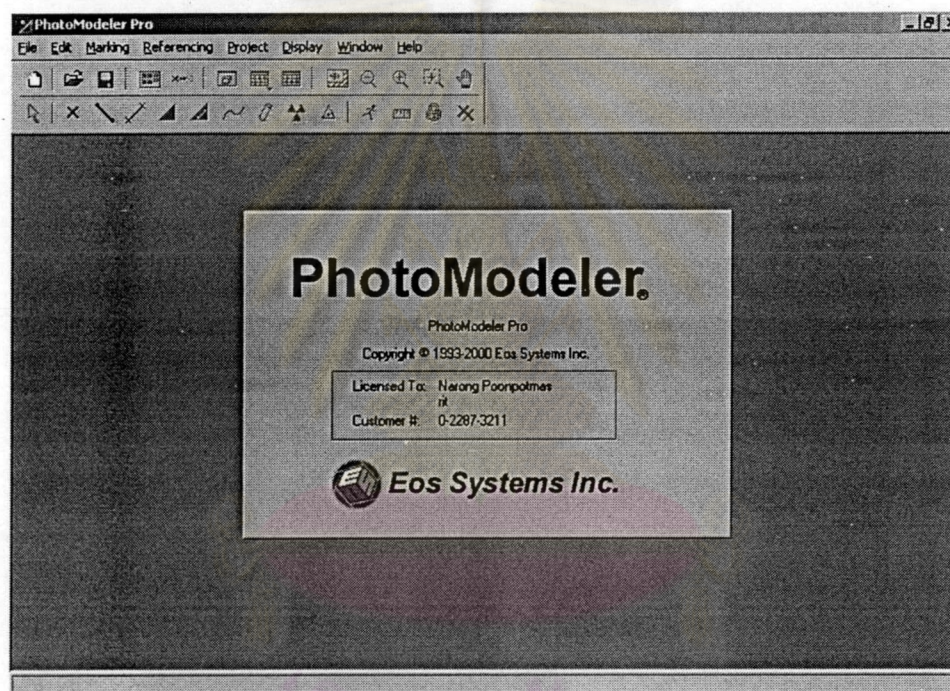 PhotoModeler Pro
File Edit Marking Referencing Project Display Window Help
PhotoModeler®
PhotoModeler Pro
Copyright © 1993-2000 Eos Systems Inc.
Licensed To: Narong Poonpotmas
rit
Customer #: 0-2287-3211
Eos Systems Inc.